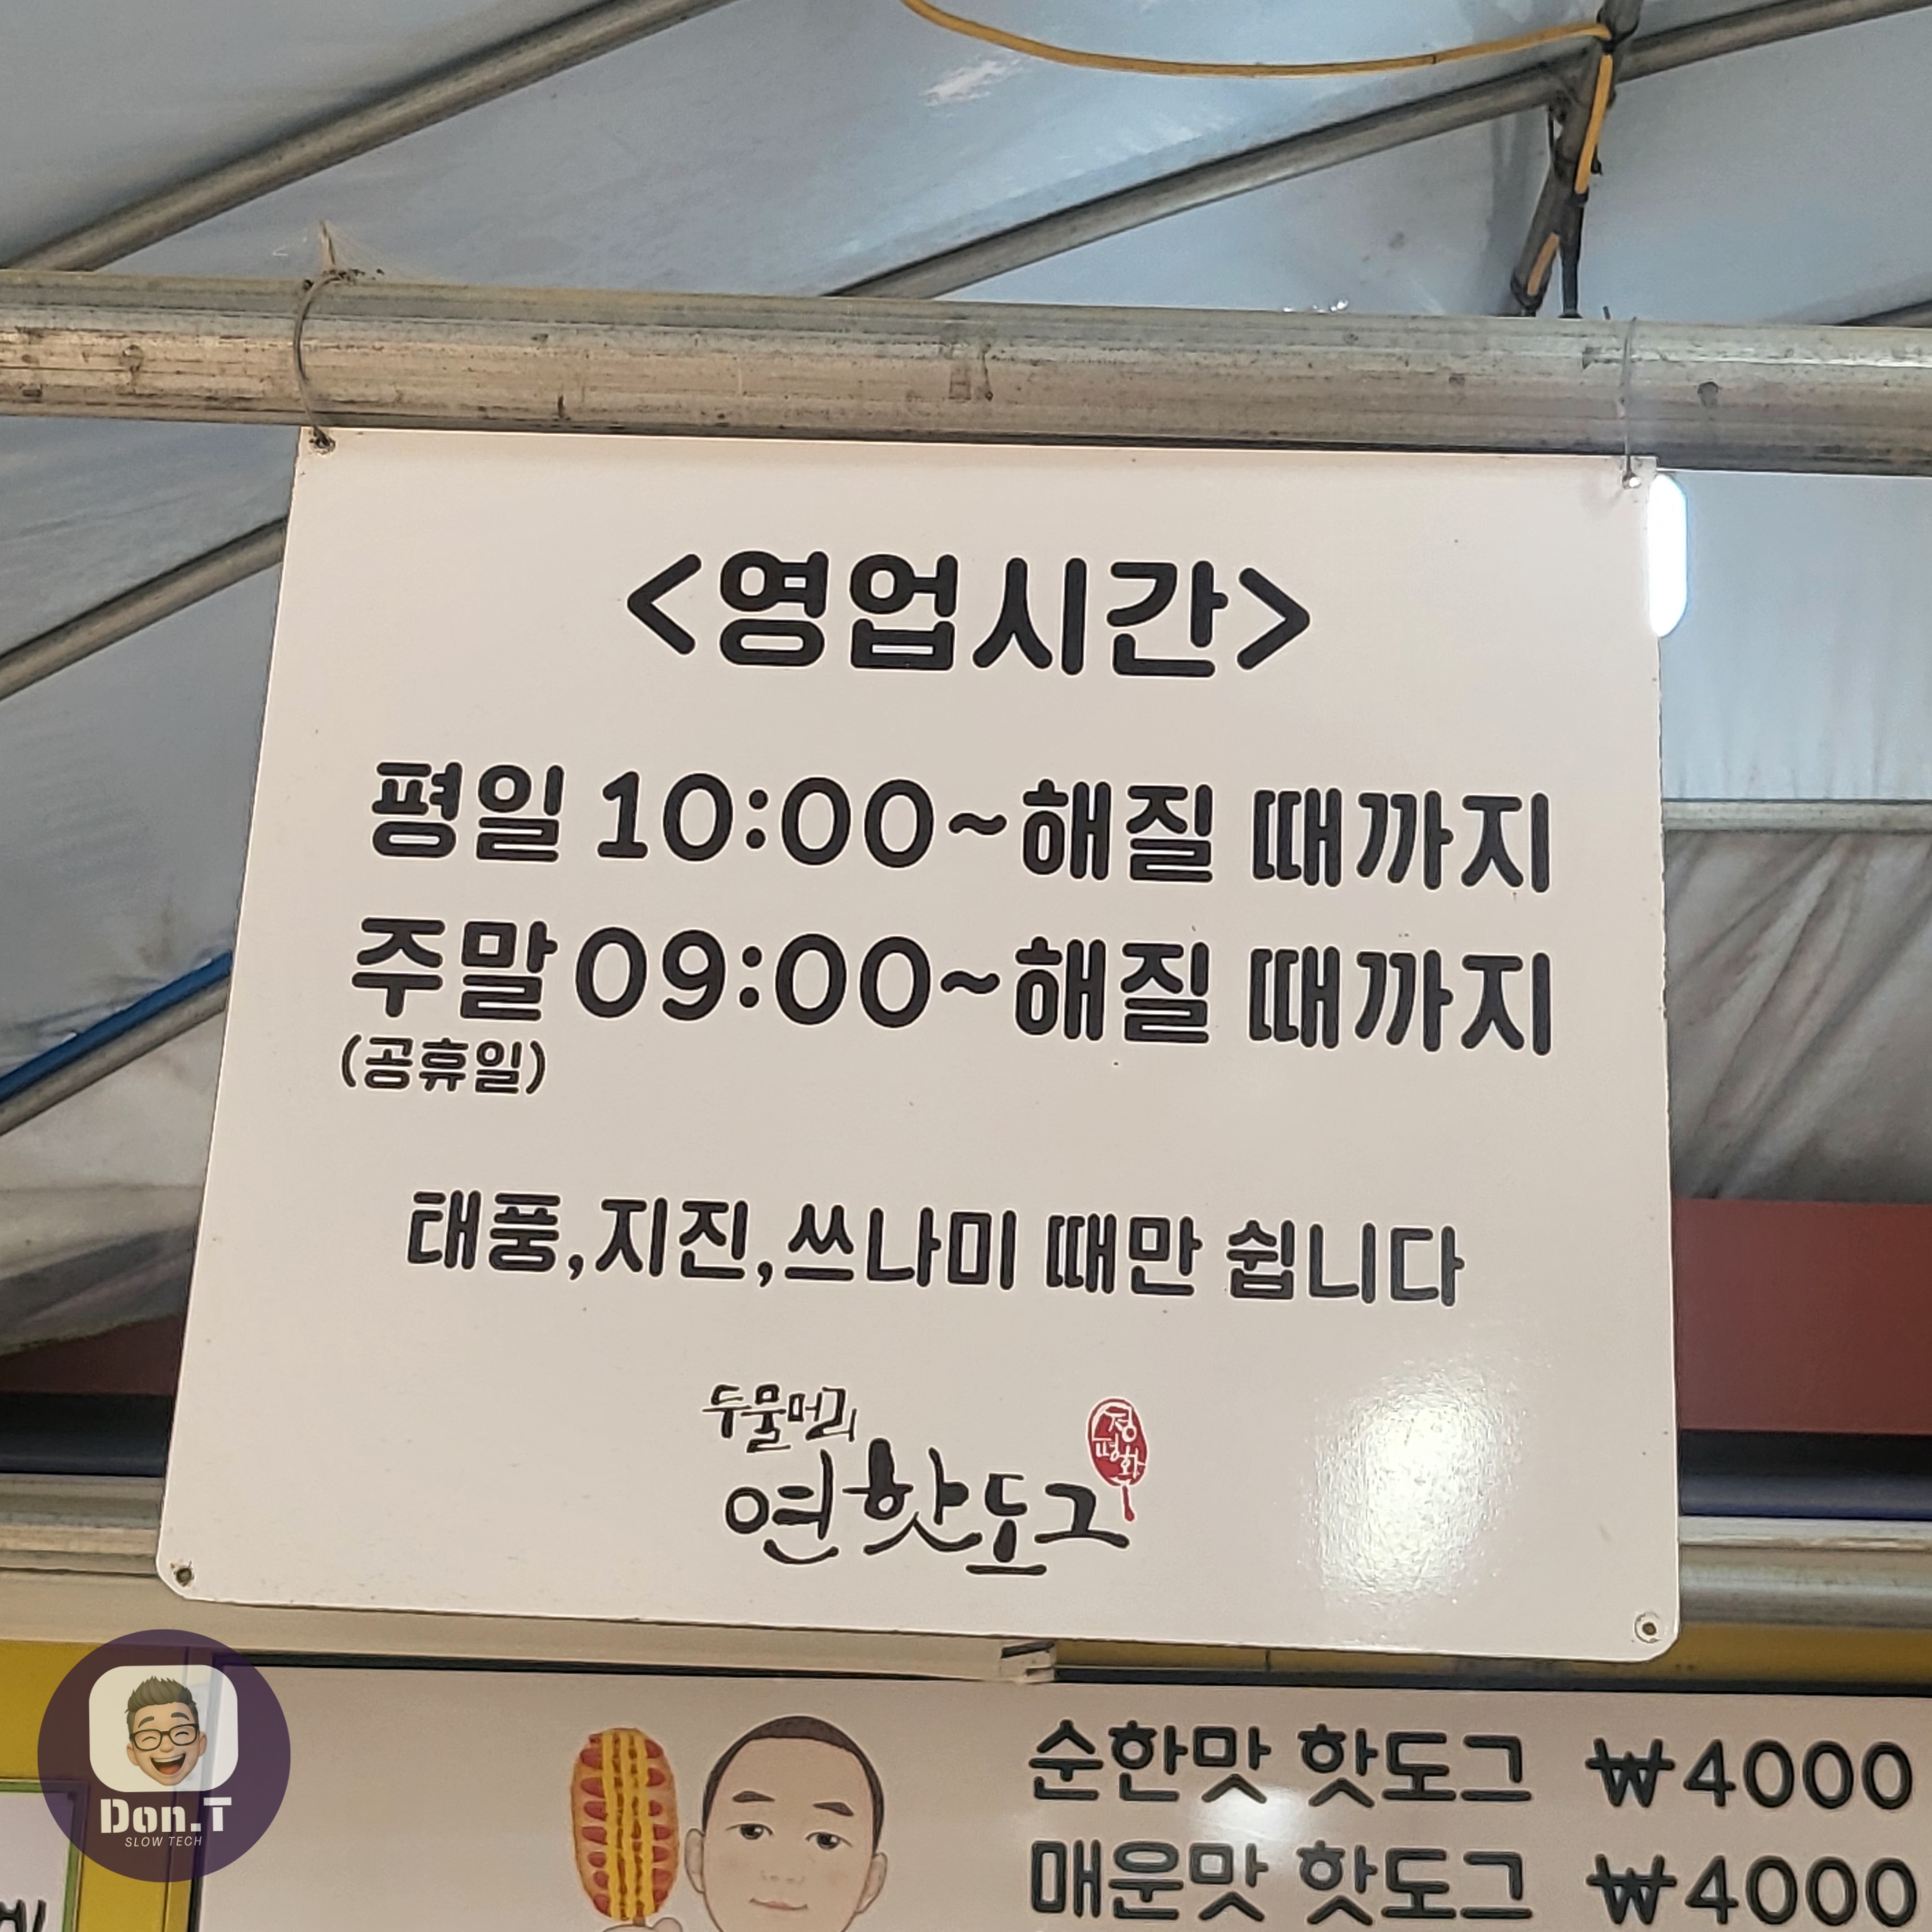 <영업시간>
평일 10:00~해질 때까지
주말 09:00~해질 때까지
(공휴일)
태풍,지진,쓰나미 때만 쉽니다
두물머리
연핫도그
정
평화
순한맛 핫도그 ₩4000
매운맛 핫도그 ₩4000
Don.T
SLOW TECH